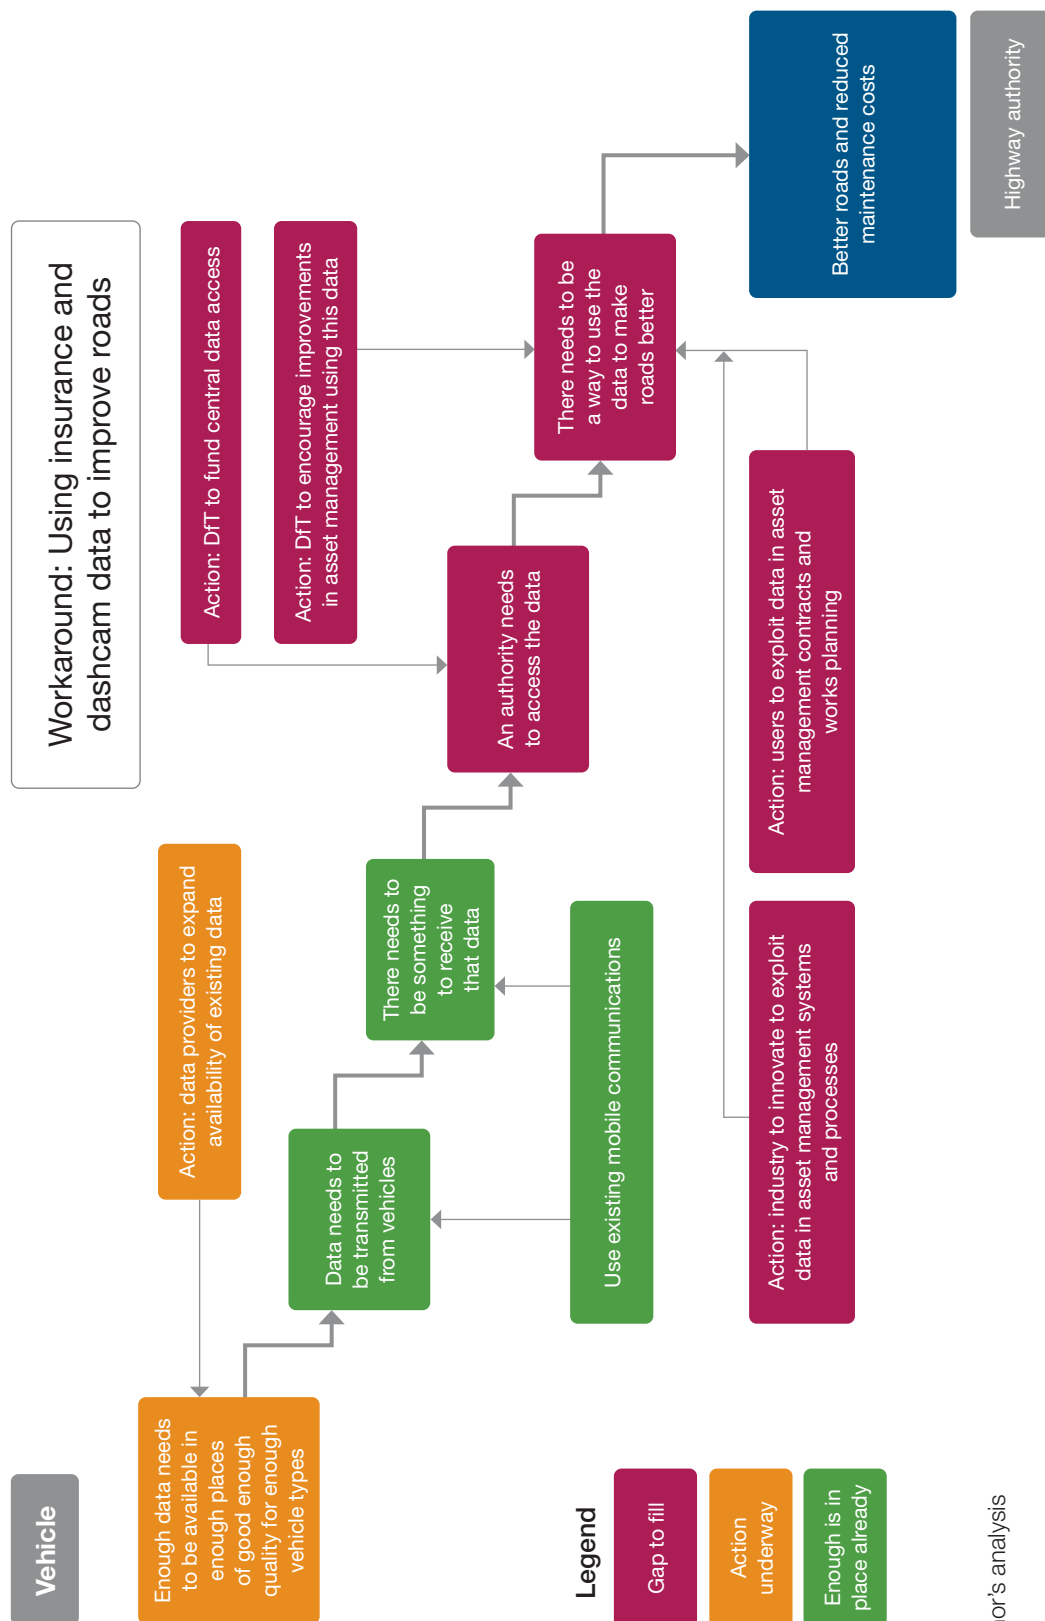 Vehicle
Workaround: Using insurance and
dashcam data to improve roads
Enough data needs
to be available in
enough places
of good enough
quality for enough
vehicle types
Action: data providers to expand
availability of existing data
Action: DfT to fund central data access
Action: DfT to encourage improvements
in asset management using this data
Data needs to
be transmitted
from vehicles
There needs to
be something
to receive
that data
An authority needs
to access the data
There needs to be
a way to use the
data to make
roads better
Use existing mobile communications
Action: industry to innovate to exploit
data in asset management systems
and processes
Action: users to exploit data in asset
management contracts and
works planning
Better roads and reduced
maintenance costs
Highway authority
Legend
Gap to fill
Action
underway
Enough is in
place already
analysis